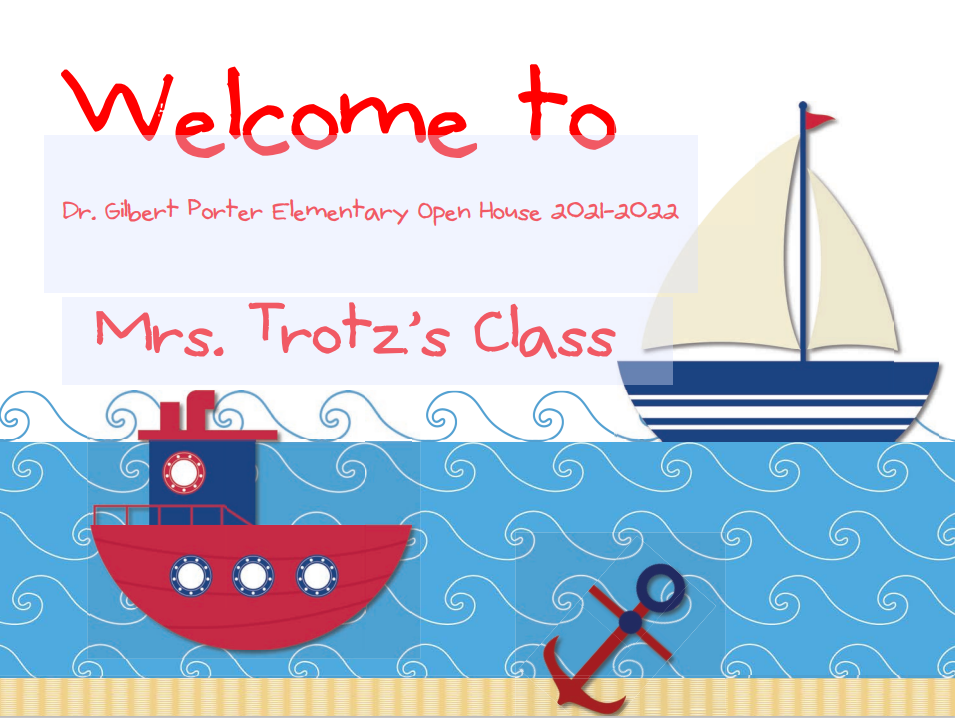 Welcome to
Dr. Gilbert Porter Elementary Open House 2021-2022
Mrs. Trotz's Class